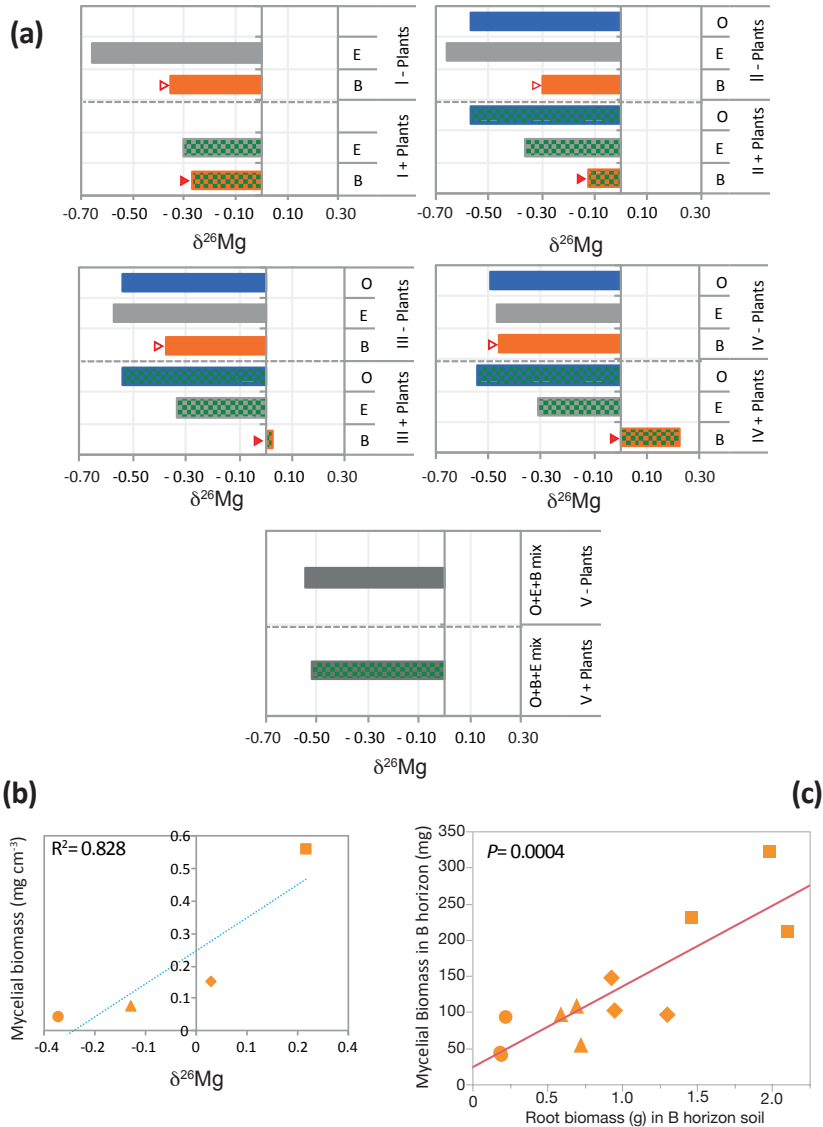 (a)
E
B
I - Plants
E
B
I + Plants
-0.70
-0.50
-0.30
- 0.10
0.10
0.30
δ²⁶Mg
O
E
B
II - Plants
O
E
B
II + Plants
-0.70
-0.50
-0.30
- 0.10
0.10
0.30
δ²⁶Mg
O
E
B
III - Plants
O
E
B
III + Plants
-0.70
-0.50
-0.30
- 0.10
0.10
0.30
δ²⁶Mg
O
E
B
IV - Plants
O
E
B
IV + Plants
-0.70
-0.50
-0.30
- 0.10
0.10
0.30
δ²⁶Mg
O+E+B mix
V - Plants
O+B+E mix
V + Plants
-0.70
-0.50
-0.30
- 0.10
0.10
0.30
δ²⁶Mg
(b)
R²= 0.828
Mycelial biomass (mg cm⁻³)
0.6
0.5
0.4
0.3
0.2
0.1
0
-0.4
-0.2
-0.1
0
0.2
0.4
δ²⁶Mg
(c)
P= 0.0004
Mycelial Biomass in B horizon (mg)
350
300
250
200
150
100
50
0
0
0.5
1.0
1.5
2.0
Root biomass (g) in B horizon soil